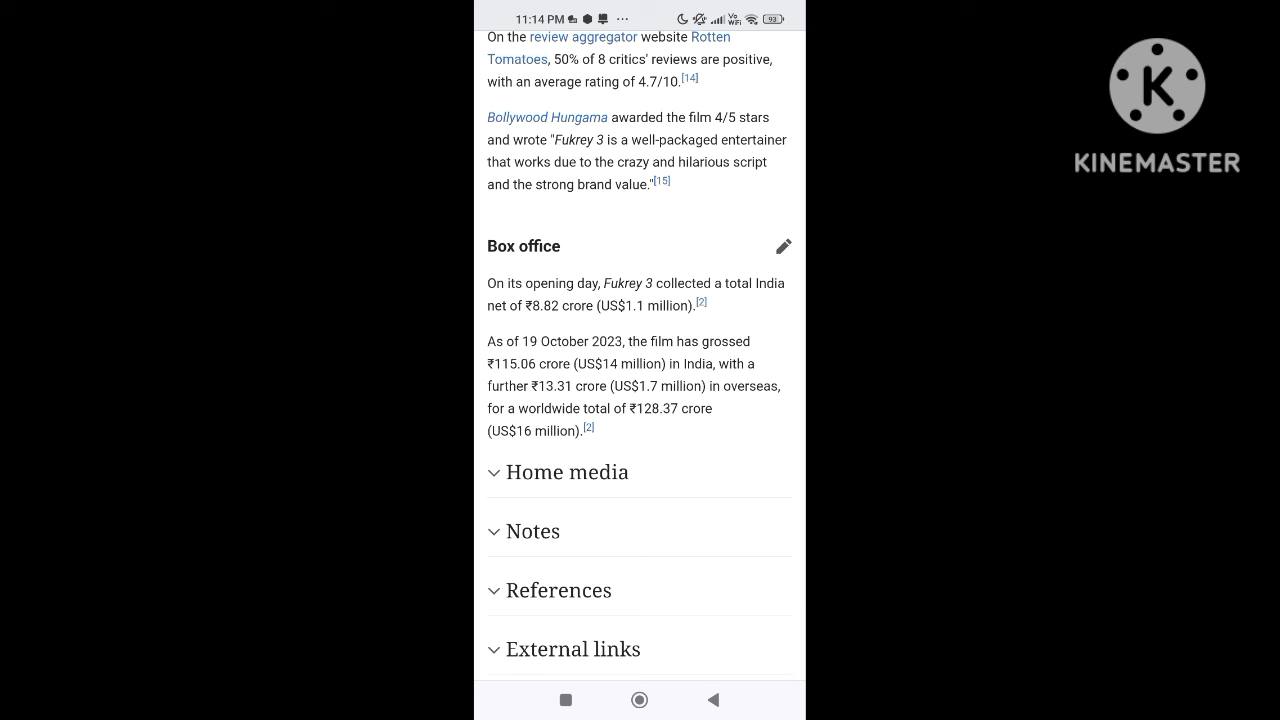 11:14 PM ...
Vo
WiFi
93
On the review aggregator website Rotten
Tomatoes, 50% of 8 critics' reviews are positive,
with an average rating of 4.7/10.[14]
Bollywood Hungama awarded the film 4/5 stars
and wrote "Fukrey 3 is a well-packaged entertainer
that works due to the crazy and hilarious script
and the strong brand value."[15]
Box office
On its opening day, Fukrey 3 collected a total India
net of ₹8.82 crore (US$1.1 million).[2]
As of 19 October 2023, the film has grossed
₹115.06 crore (US$14 million) in India, with a
further ₹13.31 crore (US$1.7 million) in overseas,
for a worldwide total of ₹128.37 crore
(US$16 million).[2]
Home media
Notes
References
External links
K
KINEMASTER